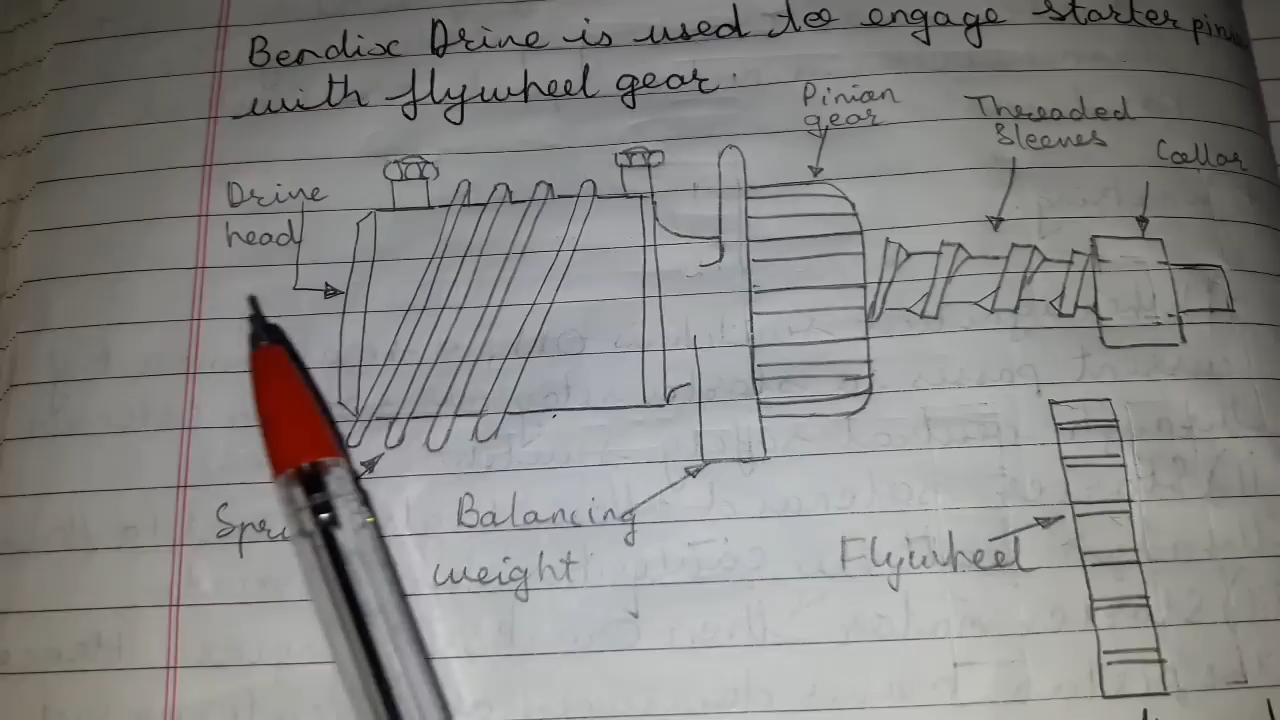 Bendix Drive is used to engage starter
with flywheel gear.
Pinian
gear
Threaded
Sleeves
Collar
Drive
head
Balancing
weight
Flywheel